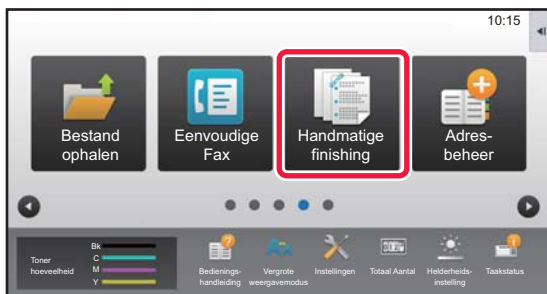 10:15
Bestand
ophalen
Eenvoudige
Fax
Handmatige
finishing
Adres-
beheer
Toner
hoeveelheid
Bk
C
M
Y
Bedienings-
handleiding
Vergrote
weergavemodus
Instellingen
Totaal Aantal
Helderheids-
instelling
Taakstatus